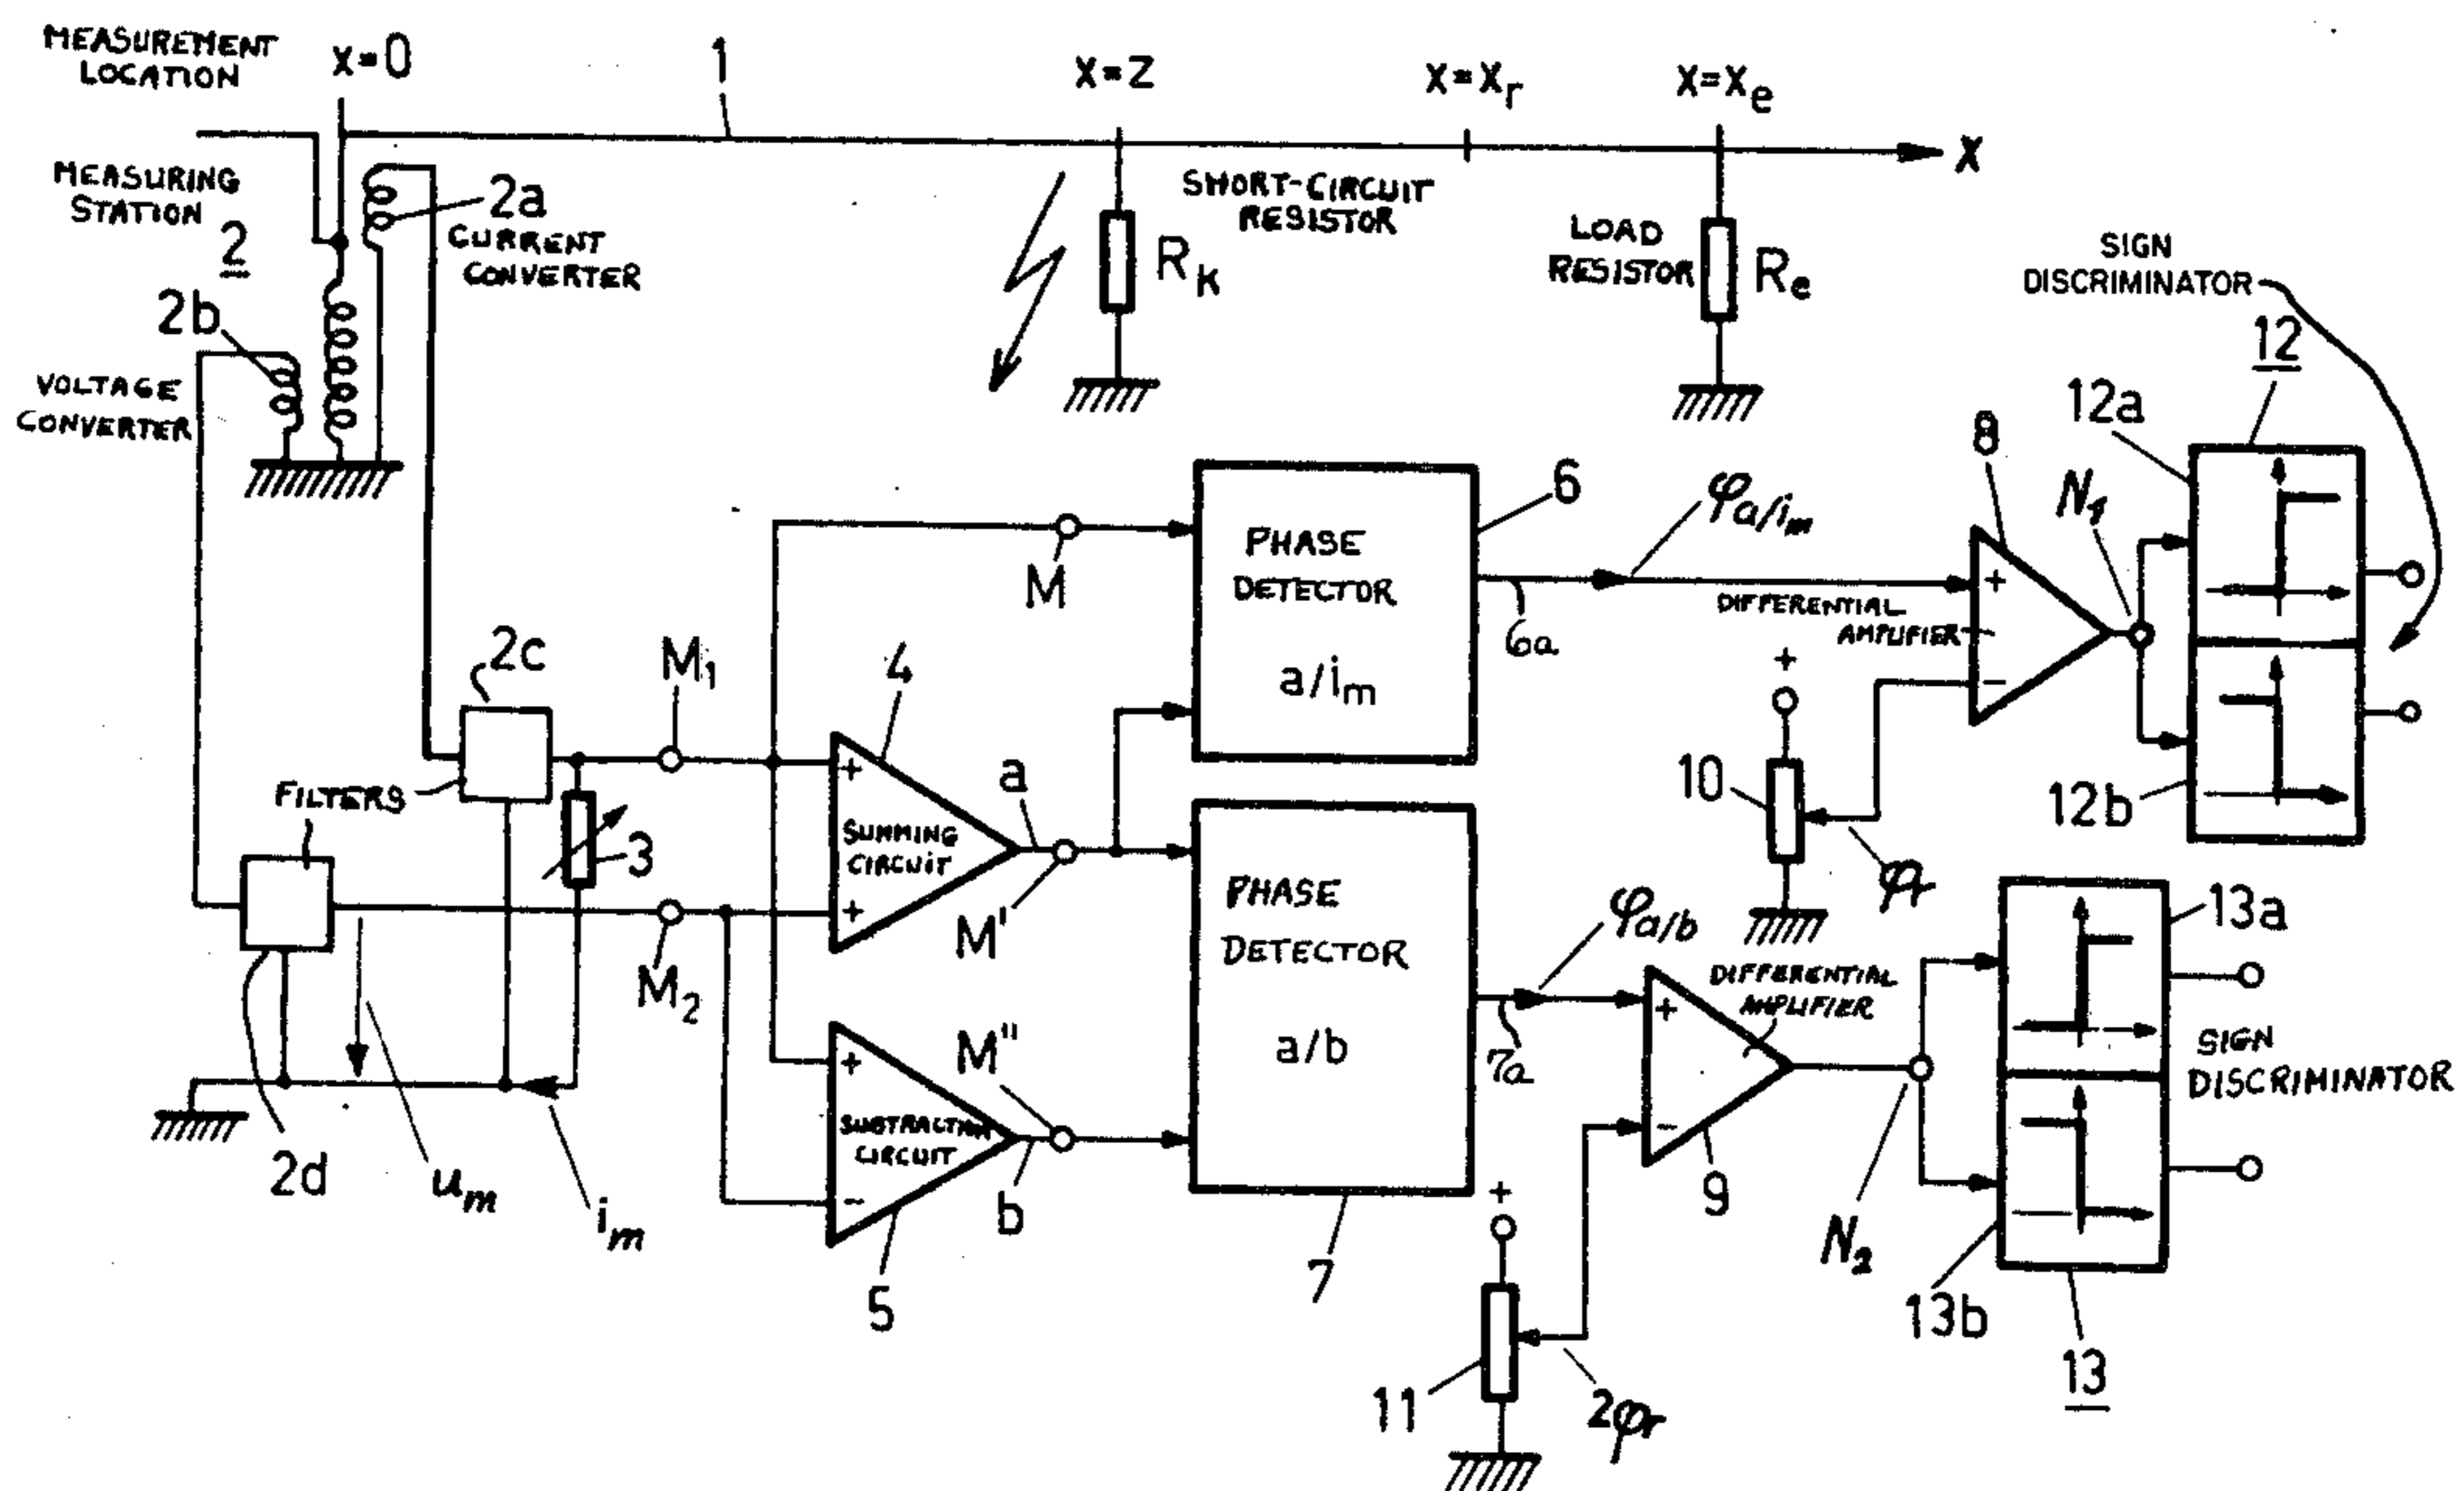 MEASUREMENT
LOCATION
x=0
1
x=z
x=xr
x=xe
X
MEASURING
STATION
2
2a
CURRENT
CONVERTER
SHORT-CIRCUIT
RESISTOR
Rk
LOAD
RESISTOR
Re
SIGN
DISCRIMINATOR
12
2b
VOLTAGE
CONVERTER
12a
8
N1
6
φa/im
PHASE
DETECTOR
a/im
M
6a
DIFFERENTIAL
AMPLIFIER
+
−
+
10
φr
12b
2c
M1
4
FILTERS
3
+
SUMMING
CIRCUIT
+
a
M'
M2
PHASE
DETECTOR
a/b
φa/b
7a
DIFFERENTIAL
AMPLIFIER
+
−
9
13a
SIGN
DISCRIMINATOR
N2
13b
13
M"
+
SUBTRACTION
CIRCUIT
−
b
5
7
2d
um
im
+
11
2φr